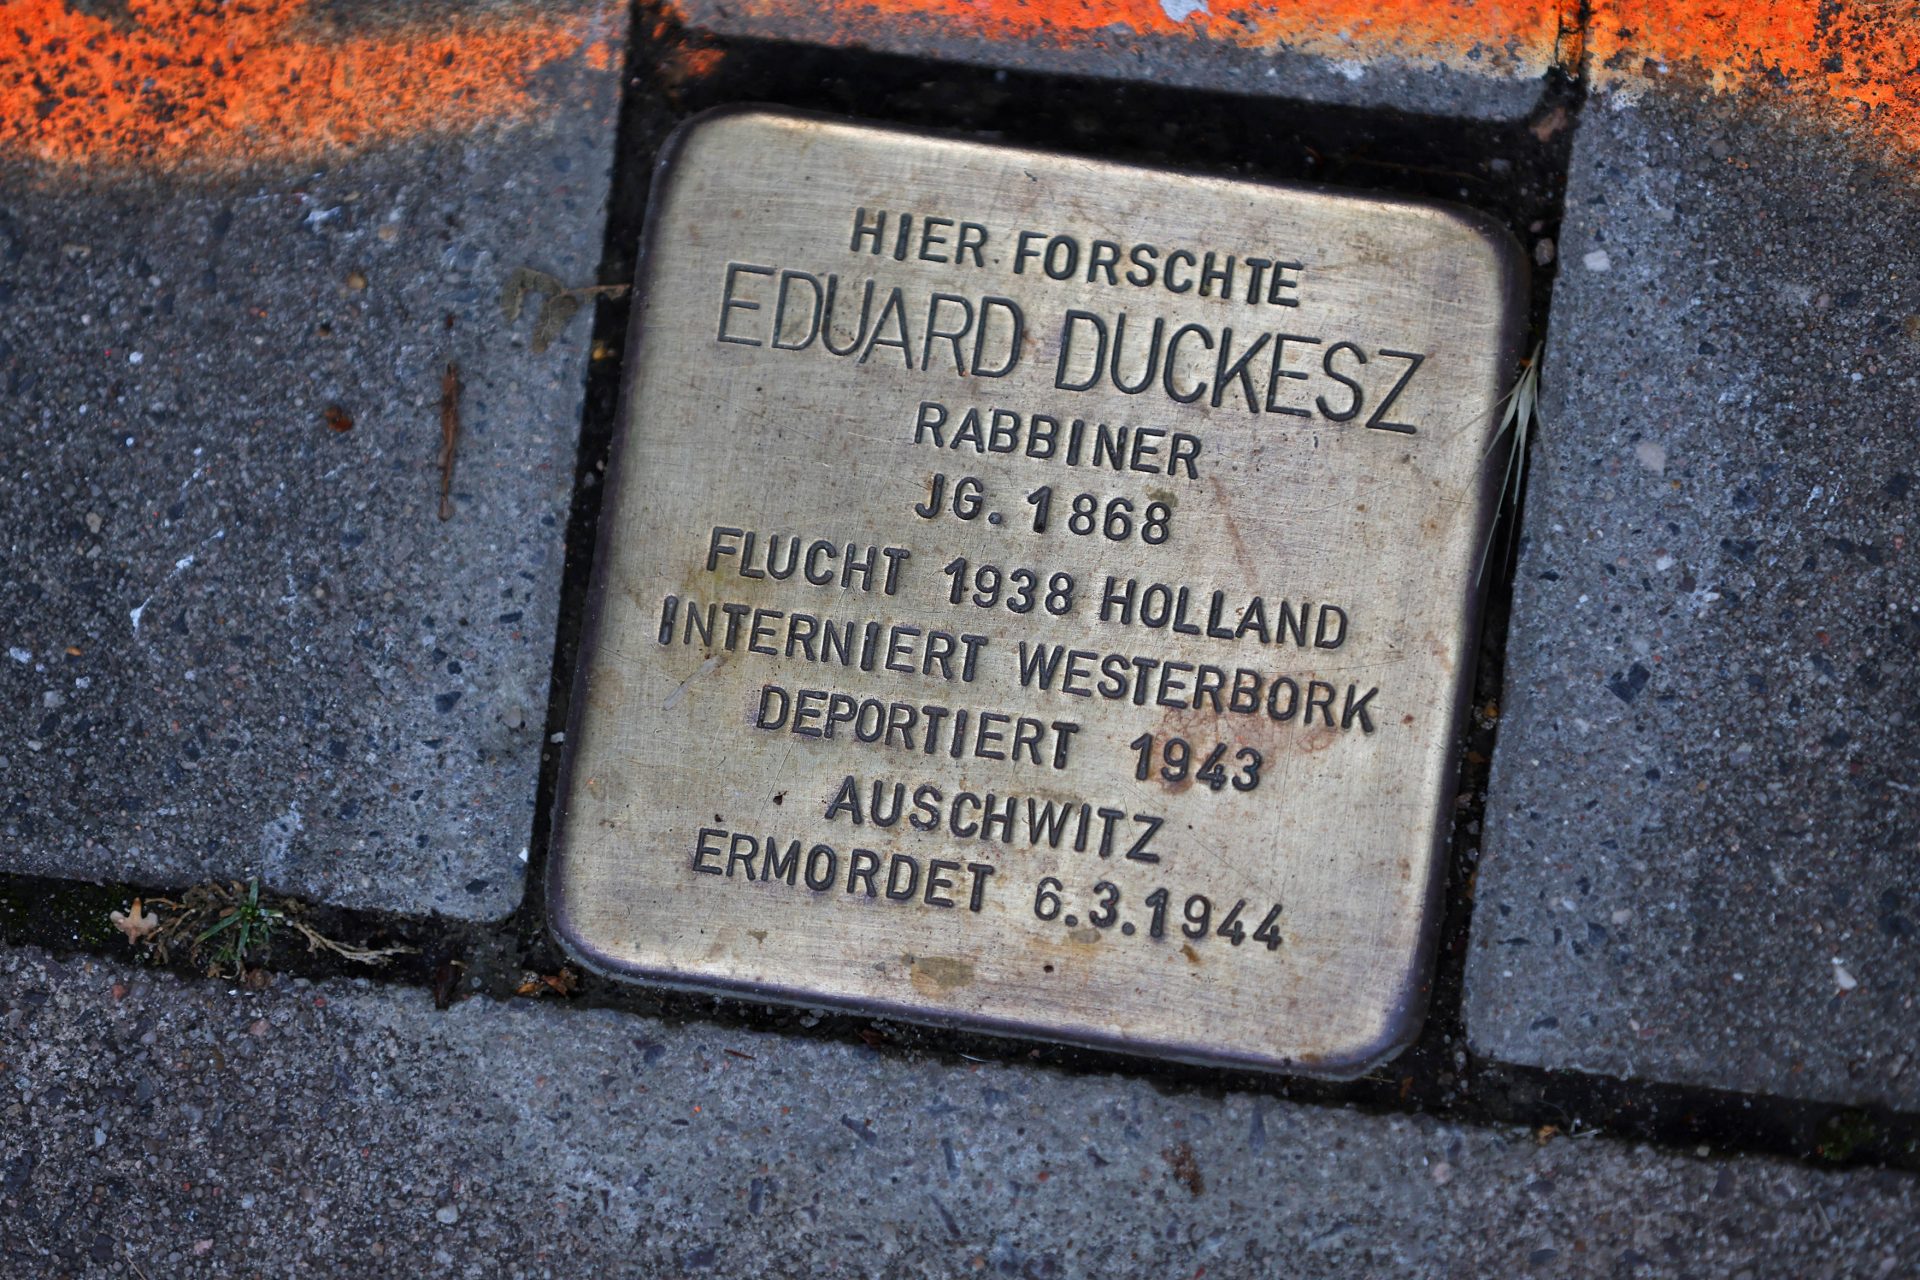 HIER FORSCHTE
EDUARD DUCKESZ
RABBINER
JG. 1868
FLUCHT 1938 HOLLAND
INTERNIERT WESTERBORK
DEPORTIERT 1943
AUSCHWITZ
ERMORDET 6.3.1944